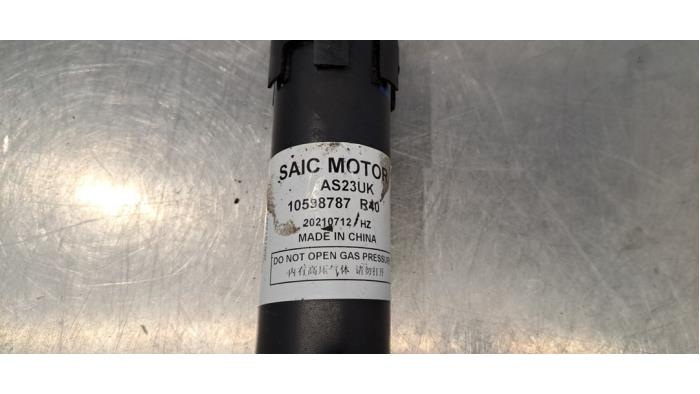 SAIC MOTOR
AS23UK
10598787 R40
20210712 HZ
MADE IN CHINA
DO NOT OPEN GAS PRESSURE
内有高压气体 请勿打开